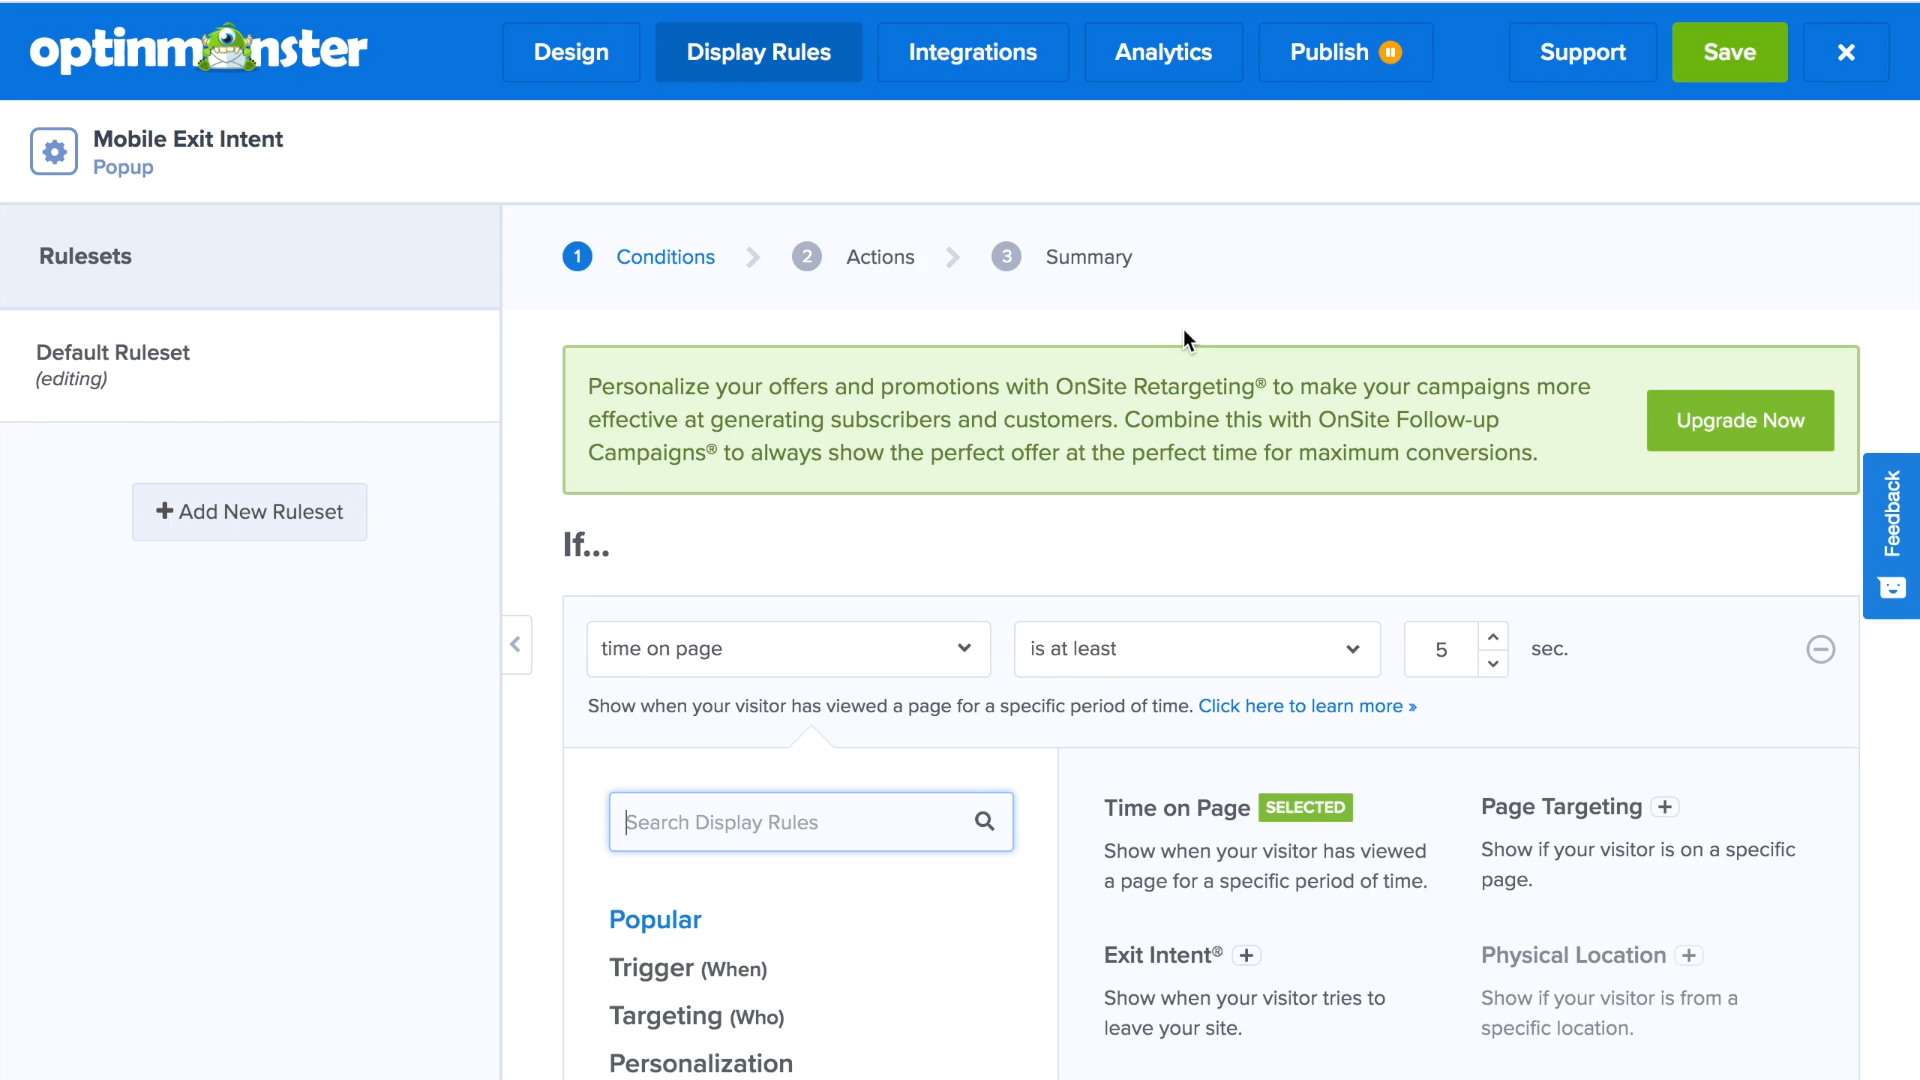 optinmonster
Design
Display Rules
Integrations
Analytics
Publish
Support
Save
Mobile Exit Intent
Popup
Rulesets
1 Conditions
2 Actions
3 Summary
Default Ruleset
(editing)
Personalize your offers and promotions with OnSite Retargeting® to make your campaigns more
effective at generating subscribers and customers. Combine this with OnSite Follow-up
Campaigns® to always show the perfect offer at the perfect time for maximum conversions.
Upgrade Now
Feedback
+ Add New Ruleset
If...
time on page
is at least
5
sec.
Show when your visitor has viewed a page for a specific period of time. Click here to learn more »
Search Display Rules
Popular
Trigger (When)
Targeting (Who)
Personalization
Time on Page SELECTED
Show when your visitor has viewed
a page for a specific period of time.
Page Targeting +
Show if your visitor is on a specific
page.
Exit Intent® +
Show when your visitor tries to
leave your site.
Physical Location +
Show if your visitor is from a
specific location.